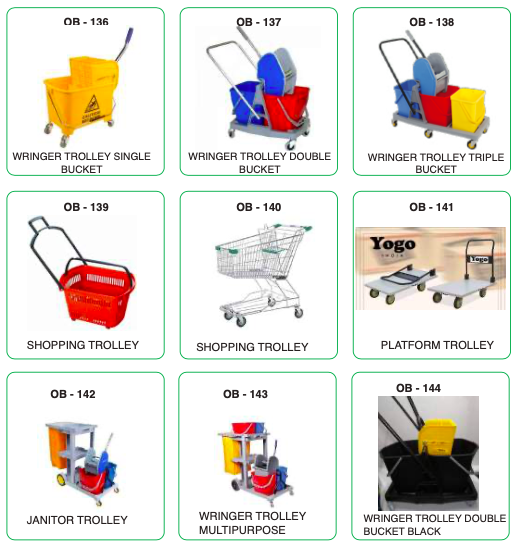 OB - 136
OB - 137
OB - 138
WRINGER TROLLEY SINGLE
BUCKET
WRINGER TROLLEY DOUBLE
BUCKET
WRINGER TROLLEY TRIPLE
BUCKET
OB - 139
OB - 140
OB - 141
Yogo
Yogo
SHOPPING TROLLEY
SHOPPING TROLLEY
PLATFORM TROLLEY
OB - 142
OB - 143
OB - 144
JANITOR TROLLEY
WRINGER TROLLEY
MULTIPURPOSE
WRINGER TROLLEY DOUBLE
BUCKET BLACK